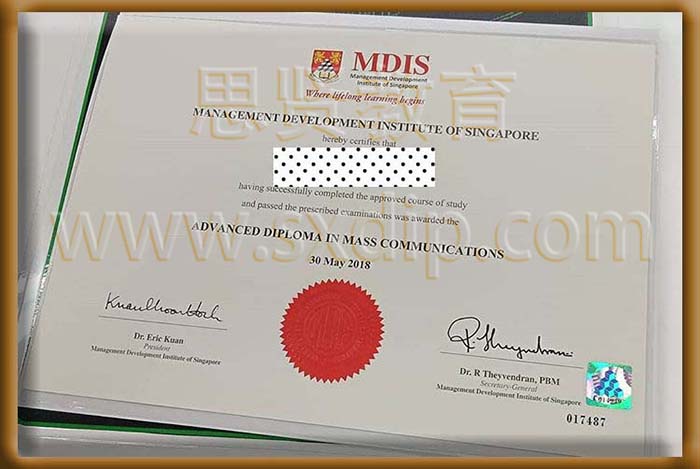 MDIS
Management Development
Institute of Singapore
Where lifelong learning begins
思贤教育
MANAGEMENT DEVELOPMENT INSTITUTE OF SINGAPORE
hereby certifies that
having successfully completed the approved course of study
and passed the prescribed examinations was awarded the
www.sxdip.com
ADVANCED DIPLOMA IN MASS COMMUNICATIONS
30 May 2018
Dr. Eric Kuan
President
Management Development Institute of Singapore
Dr. R Theyvendran, PBM
Secretary-General
Management Development Institute of Singapore
017487